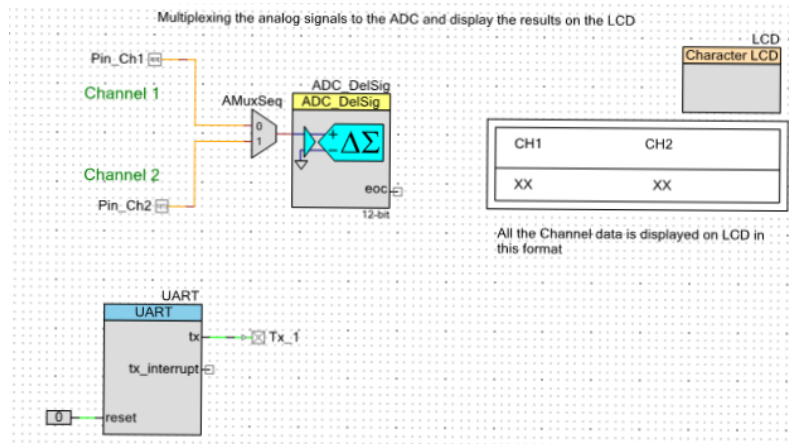 Multiplexing the analog signals to the ADC and display the results on the LCD
LCD
Character LCD
Pin_Ch1
Channel 1
ADC_DelSig
ADC_DelSig
AMuxSeq
0
1
+
-
ΔΣ
CH1 CH2
XX XX
Channel 2
Pin_Ch2
eoc
12-bit
All the Channel data is displayed on LCD in
this format
UART
UART
tx
Tx_1
tx_interrupt
0
reset